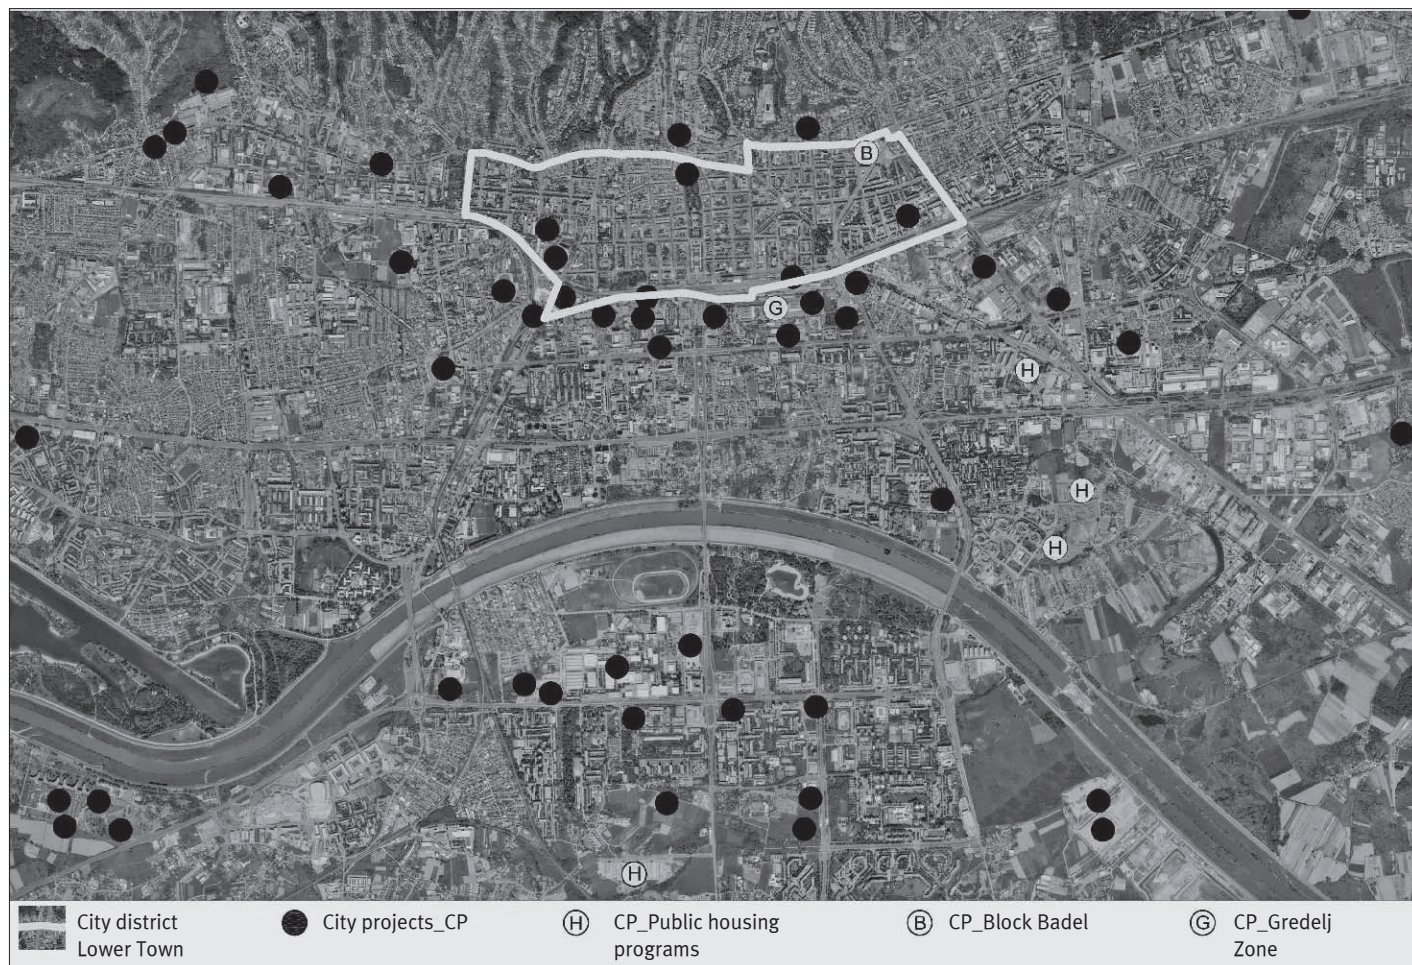 B
G
H
H
H
H
City district
Lower Town
City projects_CP
H
CP_Public housing
programs
B
CP_Block Badel
G
CP_Gredelj
Zone